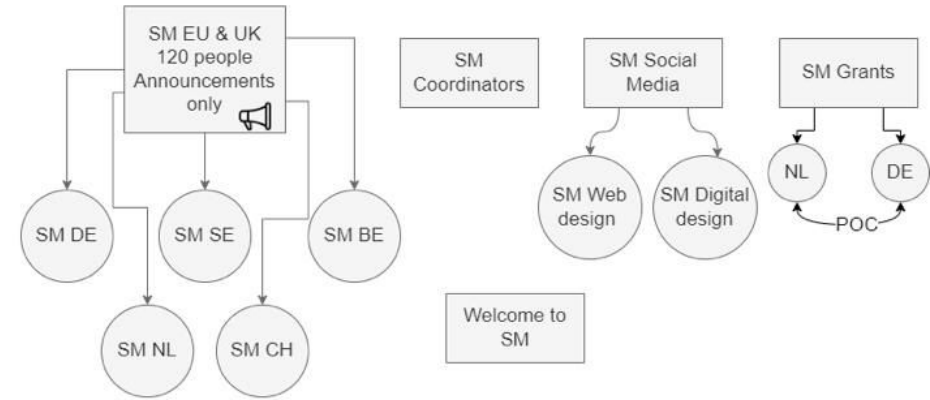 SM EU & UK
120 people
Announcements
only
SM
Coordinators
SM Social
Media
SM Grants
NL
DE
SM Web
design
SM Digital
design
POC
SM DE
SM SE
SM BE
Welcome to
SM
SM NL
SM CH